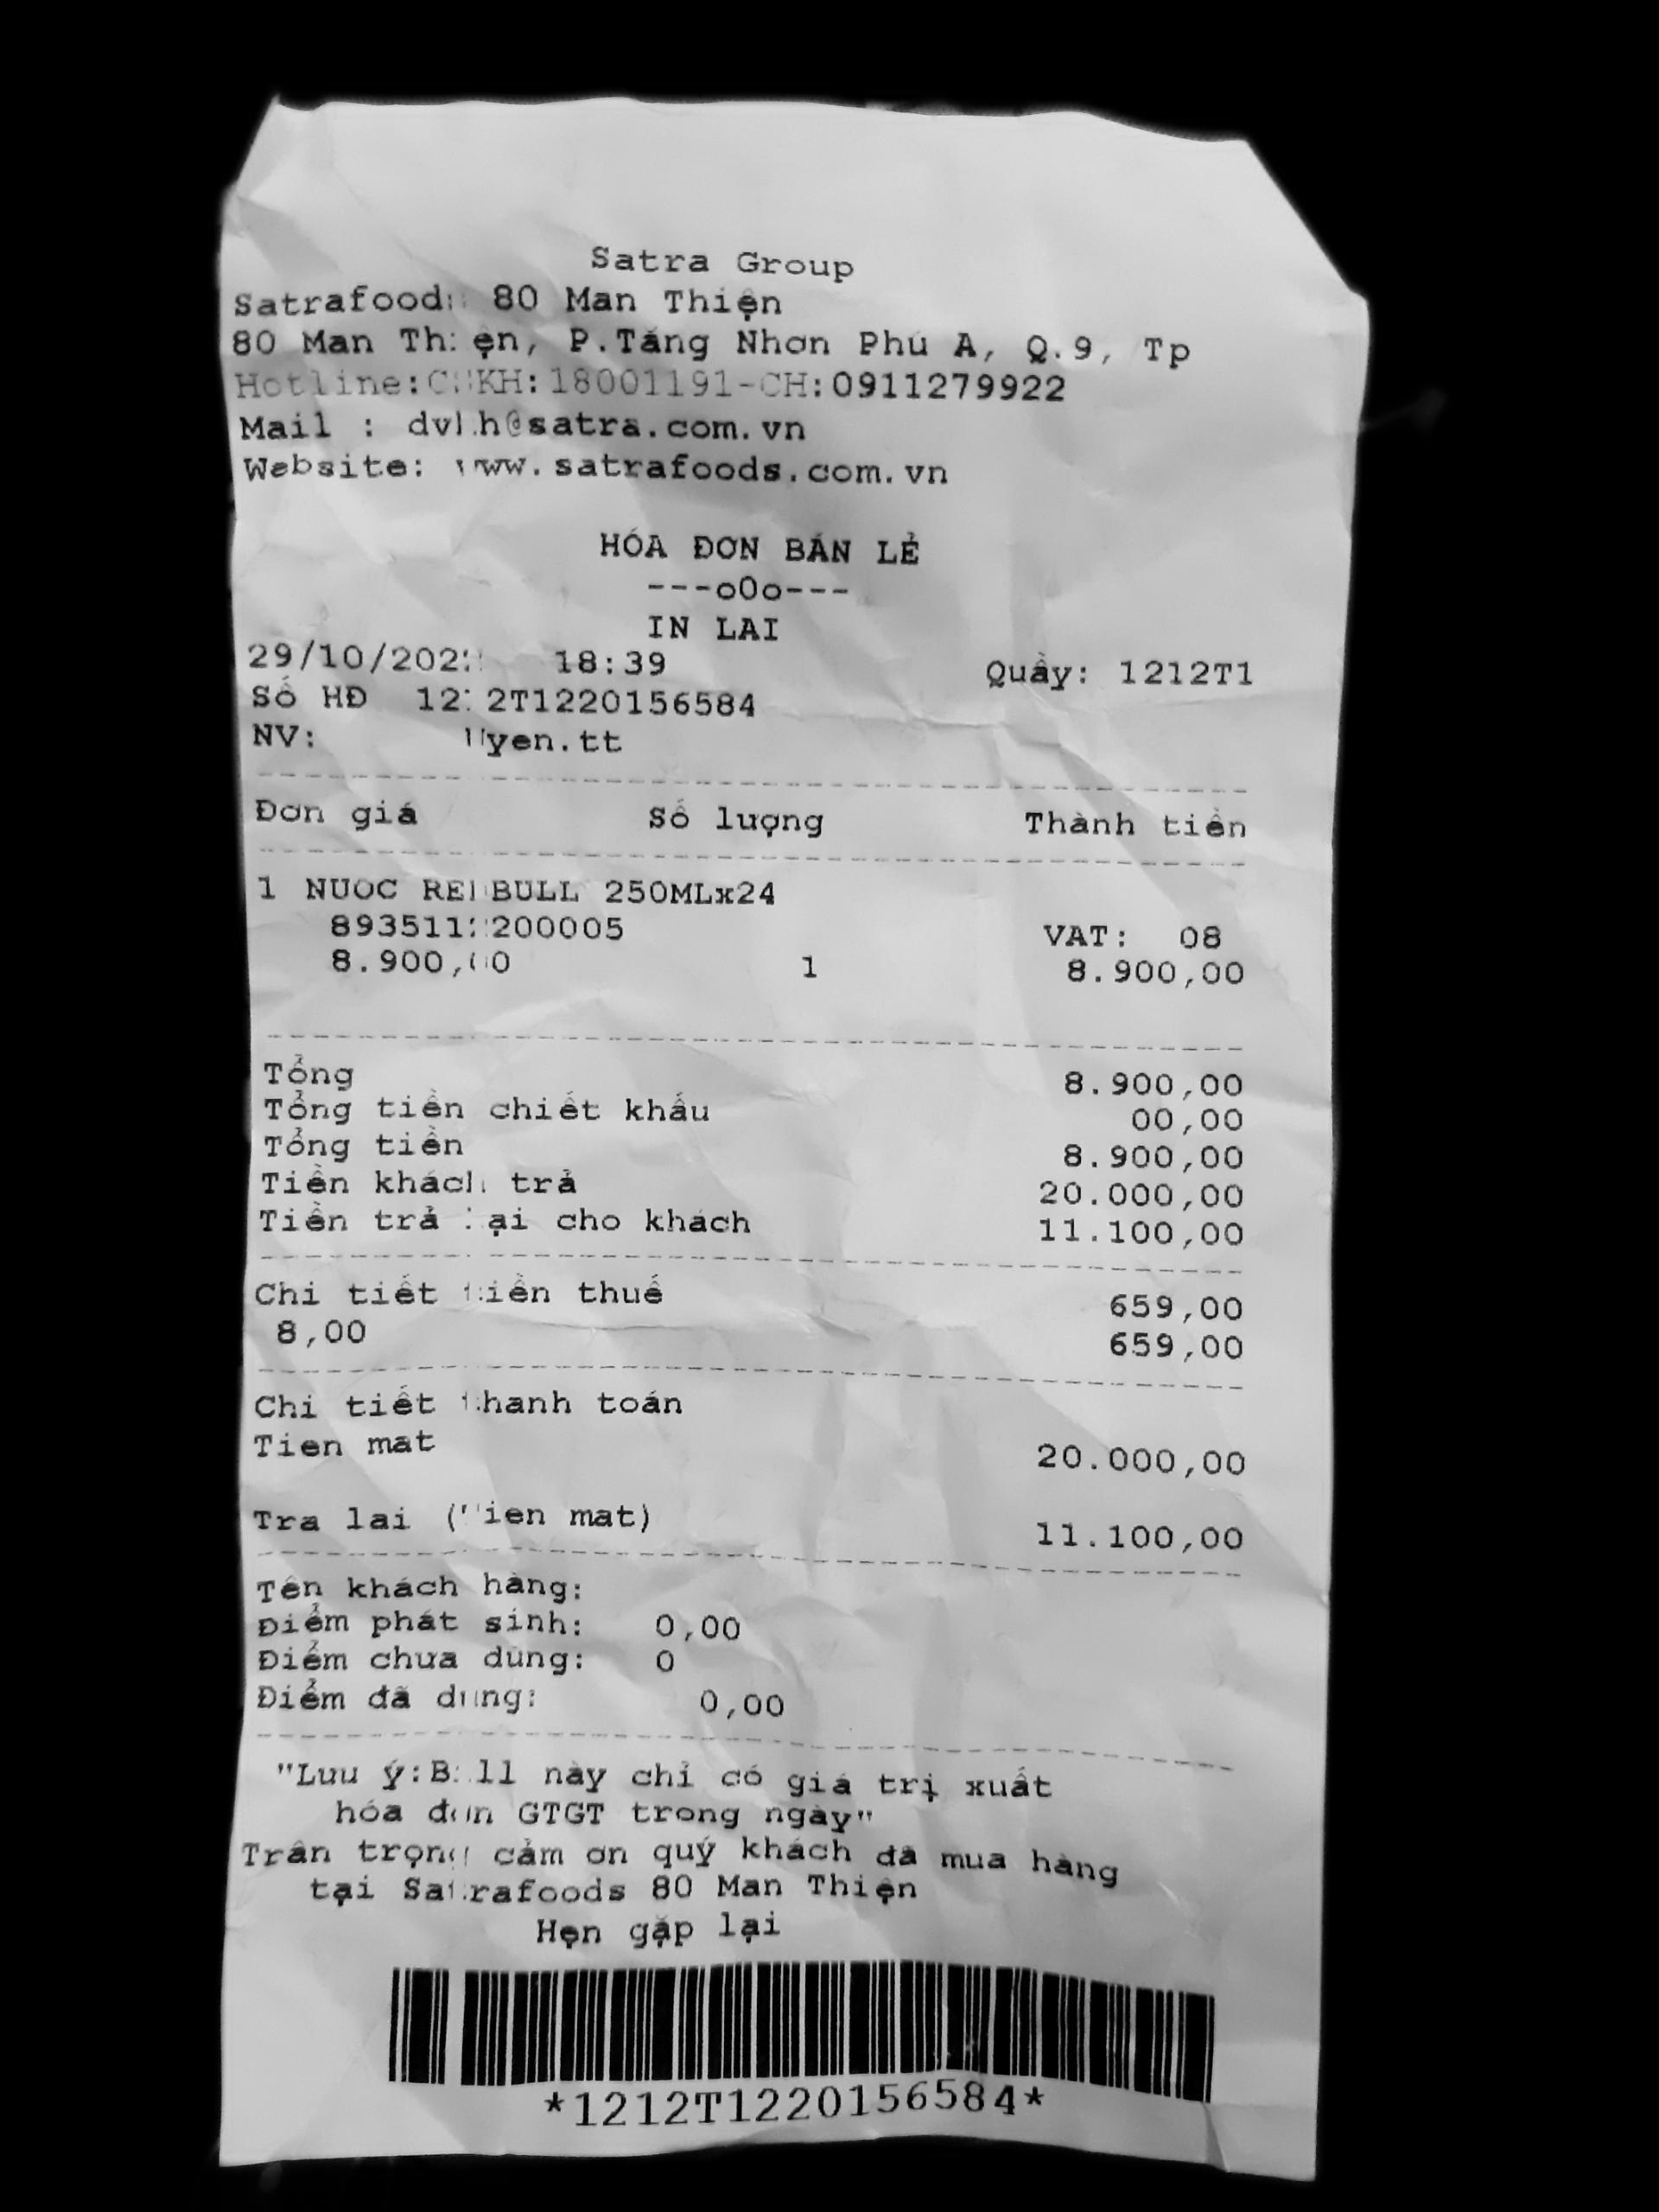 Satra Group
Satrafoods 80 Man Thiện
80 Man Thiện, P.Tăng Nhơn Phú A, Q.9, Tp
Hotline:CSKH:18001191-CH:0911279922
Mail : dvkh@satra.com.vn
Website: www.satrafoods.com.vn
HÓA ĐƠN BÁN LẺ
---o0o---
IN LAI
29/10/2022 18:39 Quầy: 1212T1
Số HĐ 1212T1220156584
NV: Uyen.tt
Đơn giá Số lượng Thành tiền
1 NUOC RED BULL 250MLx24
VAT: 08
8.900,00 1 8.900,00
Tổng 8.900,00
Tổng tiền chiết khấu 00,00
Tổng tiền 8.900,00
Tiền khách trả 20.000,00
Tiền trả lại cho khách 11.100,00
Chi tiết tiền thuế 659,00
8,00 659,00
Chi tiết thanh toán
Tien mat 20.000,00
Tra lai (Tien mat) 11.100,00
Tên khách hàng:
Điểm phát sinh: 0,00
Điểm chưa dùng: 0
Điểm đã dùng: 0,00
"Lưu ý:Bill này chỉ có giá trị xuất
hóa đơn GTGT trong ngày"
Trân trọng cảm ơn quý khách đã mua hàng
tại Satrafoods 80 Man Thiện
Hẹn gặp lại
*1212T1220156584*